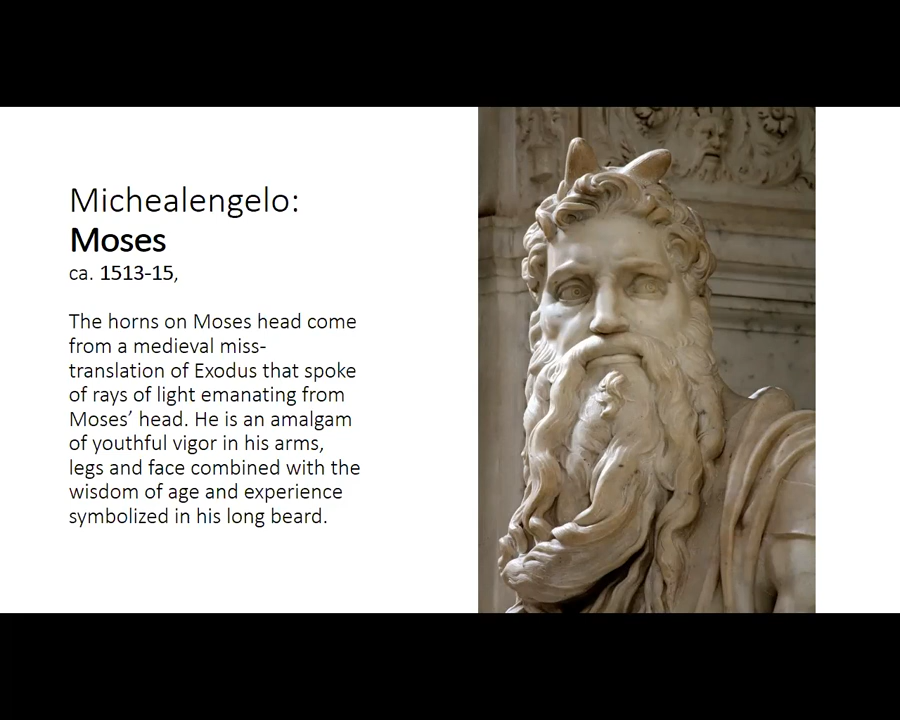 Michealengelo:
Moses
ca. 1513-15,
The horns on Moses head come
from a medieval miss-
translation of Exodus that spoke
of rays of light emanating from
Moses’ head. He is an amalgam
of youthful vigor in his arms,
legs and face combined with the
wisdom of age and experience
symbolized in his long beard.